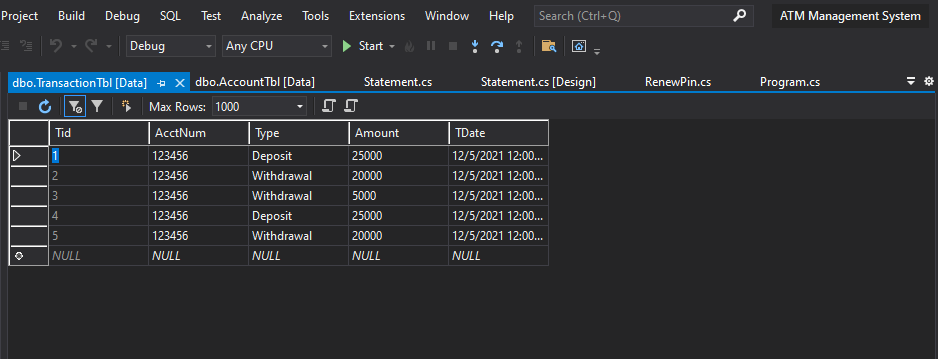 Project Build Debug SQL Test Analyze Tools Extensions Window Help Search (Ctrl+Q) ATM Management System
Debug Any CPU Start
dbo.TransactionTbl [Data] dbo.AccountTbl [Data] Statement.cs Statement.cs [Design] RenewPin.cs Program.cs
Max Rows: 1000
Tid AcctNum Type Amount TDate
1 123456 Deposit 25000 12/5/2021 12:00...
2 123456 Withdrawal 20000 12/5/2021 12:00...
3 123456 Withdrawal 5000 12/5/2021 12:00...
4 123456 Deposit 25000 12/5/2021 12:00...
5 123456 Withdrawal 20000 12/5/2021 12:00...
NULL NULL NULL NULL NULL